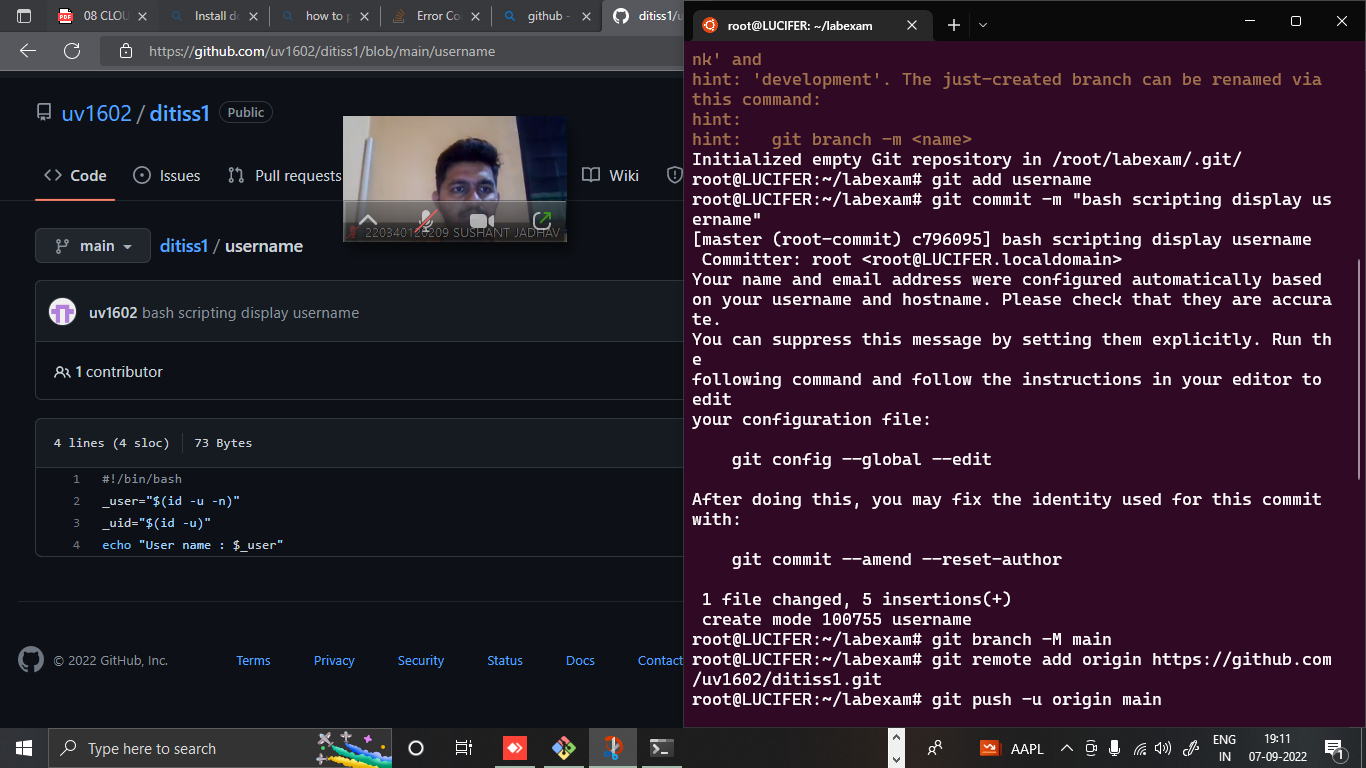 08 CLOU
Install do
how to p
Error Co
github -
ditiss1/u
https://github.com/uv1602/ditiss1/blob/main/username
uv1602 / ditiss1
Public
Code
Issues
Pull requests
Wiki
220340120209 SUSHANT JADHAV
main
ditiss1 / username
uv1602 bash scripting display username
1 contributor
4 lines (4 sloc)
73 Bytes
1 #!/bin/bash
2 _user="$(id -u -n)"
3 _uid="$(id -u)"
4 echo "User name : $_user"
© 2022 GitHub, Inc.
Terms
Privacy
Security
Status
Docs
Contact
root@LUCIFER: ~/labexam
nk' and
hint: 'development'. The just-created branch can be renamed via
this command:
hint:
hint:   git branch -m <name>
Initialized empty Git repository in /root/labexam/.git/
root@LUCIFER:~/labexam# git add username
root@LUCIFER:~/labexam# git commit -m "bash scripting display us
ername"
[master (root-commit) c796095] bash scripting display username
 Committer: root <root@LUCIFER.localdomain>
Your name and email address were configured automatically based
on your username and hostname. Please check that they are accura
te.
You can suppress this message by setting them explicitly. Run th
e
following command and follow the instructions in your editor to
edit
your configuration file:
    git config --global --edit
After doing this, you may fix the identity used for this commit
with:
    git commit --amend --reset-author
 1 file changed, 5 insertions(+)
 create mode 100755 username
root@LUCIFER:~/labexam# git branch -M main
root@LUCIFER:~/labexam# git remote add origin https://github.com
/uv1602/ditiss1.git
root@LUCIFER:~/labexam# git push -u origin main
Type here to search
AAPL
ENG
IN
19:11
07-09-2022
1